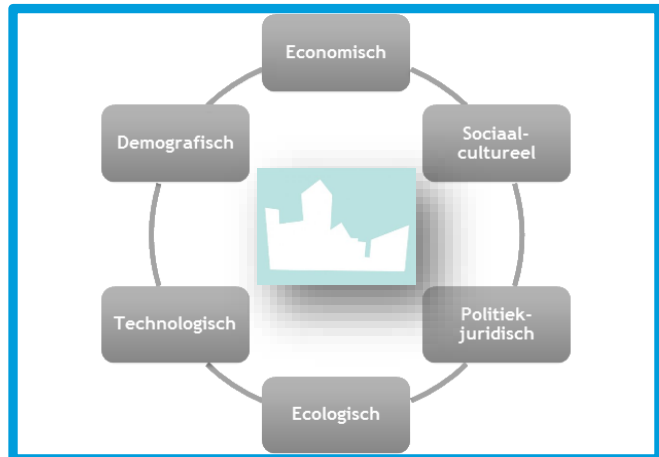 Economisch
Demografisch
Sociaal-
cultureel
Technologisch
Politiek-
juridisch
Ecologisch